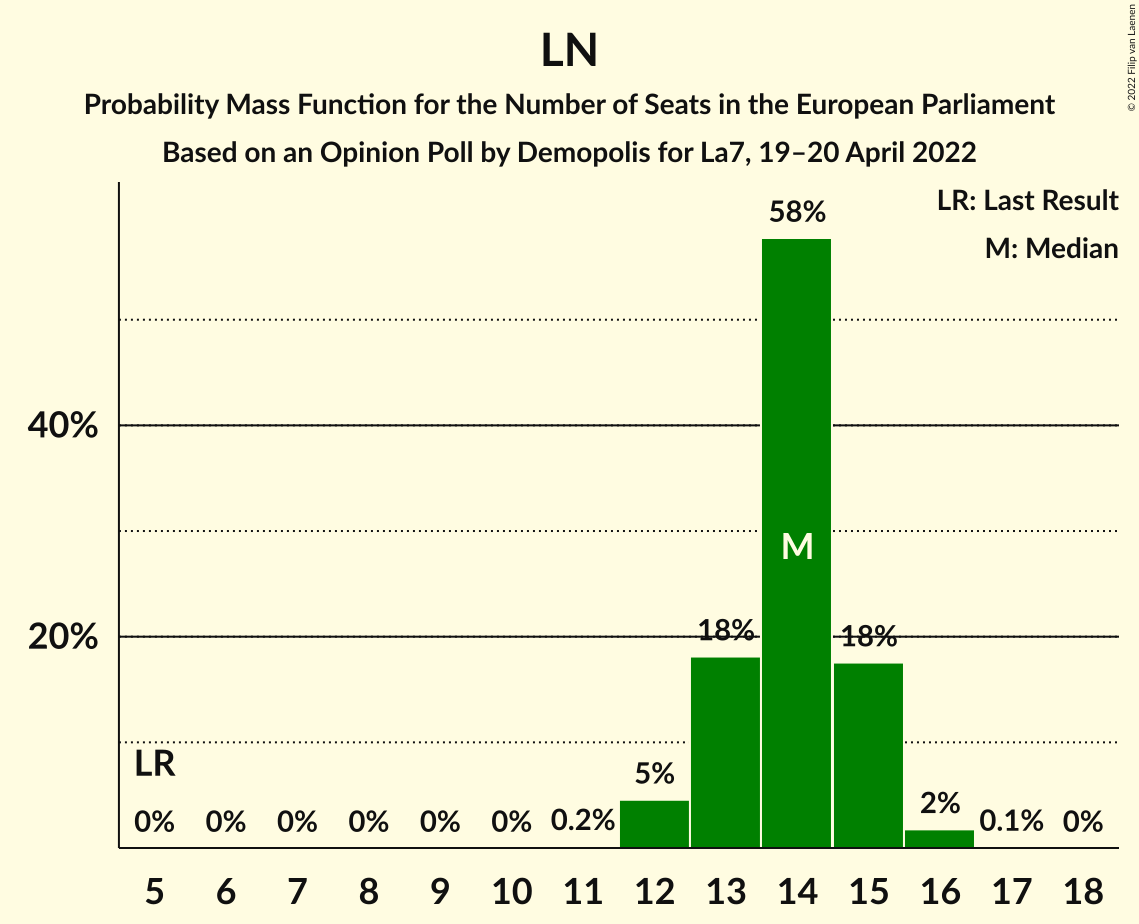 LN
Probability Mass Function for the Number of Seats in the European Parliament
Based on an Opinion Poll by Demopolis for La7, 19–20 April 2022
© 2022 Filip van Laenen
LR: Last Result
M: Median
58%
40%
M
20%
18%
18%
LR
5%
2%
0%
0%
0%
0%
0%
0%
0.2%
0.1%
0%
5 6 7 8 9 10 11 12 13 14 15 16 17 18